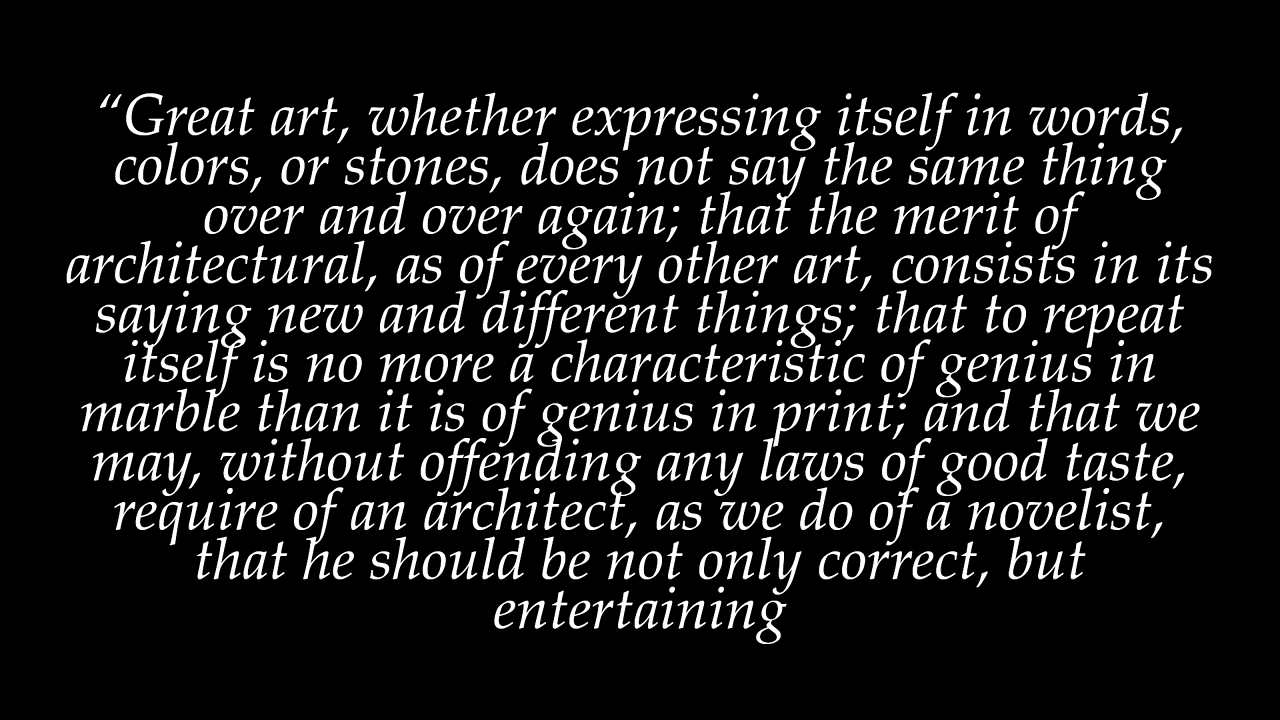 “Great art, whether expressing itself in words,
colors, or stones, does not say the same thing
over and over again; that the merit of
architectural, as of every other art, consists in its
saying new and different things; that to repeat
itself is no more a characteristic of genius in
marble than it is of genius in print; and that we
may, without offending any laws of good taste,
require of an architect, as we do of a novelist,
that he should be not only correct, but
entertaining